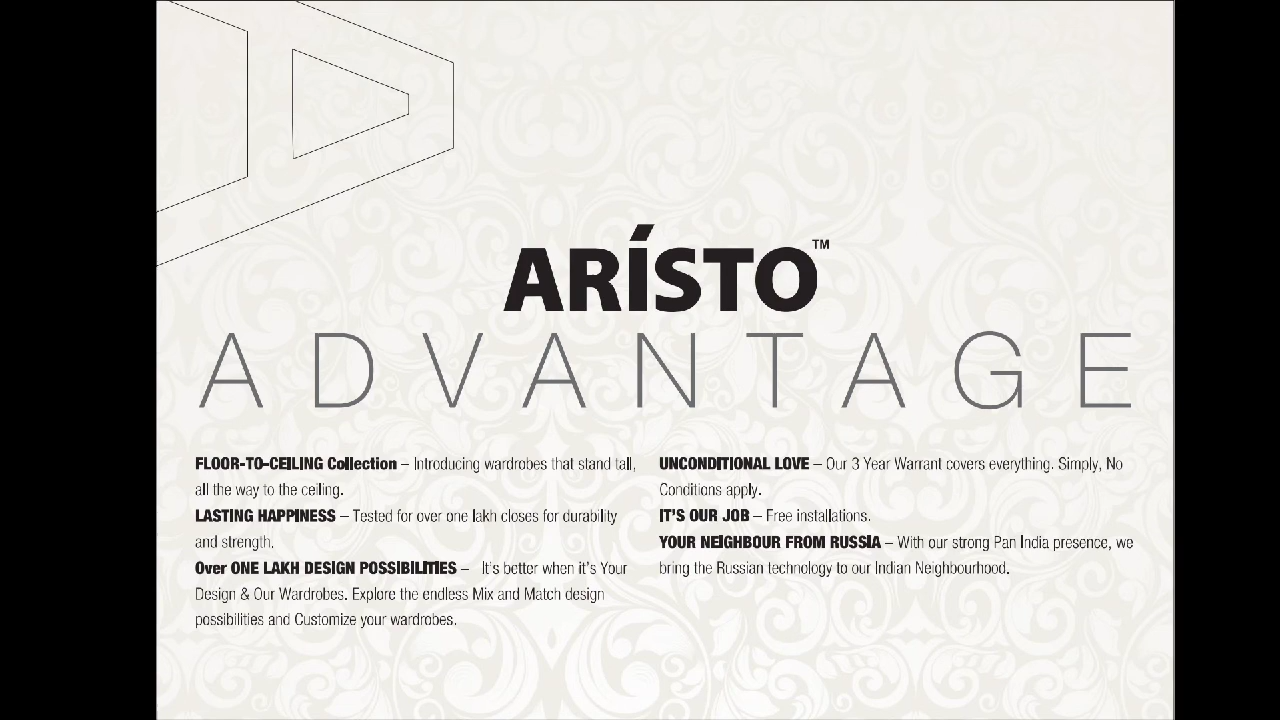 ARÍSTO™
ADVANTAGE
FLOOR-TO-CEILING Collection – Introducing wardrobes that stand tall,
all the way to the ceiling.
LASTING HAPPINESS – Tested for over one lakh closes for durability
and strength.
Over ONE LAKH DESIGN POSSIBILITIES – It's better when it's Your
Design & Our Wardrobes. Explore the endless Mix and Match design
possibilities and Customize your wardrobes.
UNCONDITIONAL LOVE – Our 3 Year Warrant covers everything. Simply, No
Conditions apply.
IT'S OUR JOB – Free installations.
YOUR NEIGHBOUR FROM RUSSIA – With our strong Pan India presence, we
bring the Russian technology to our Indian Neighbourhood.